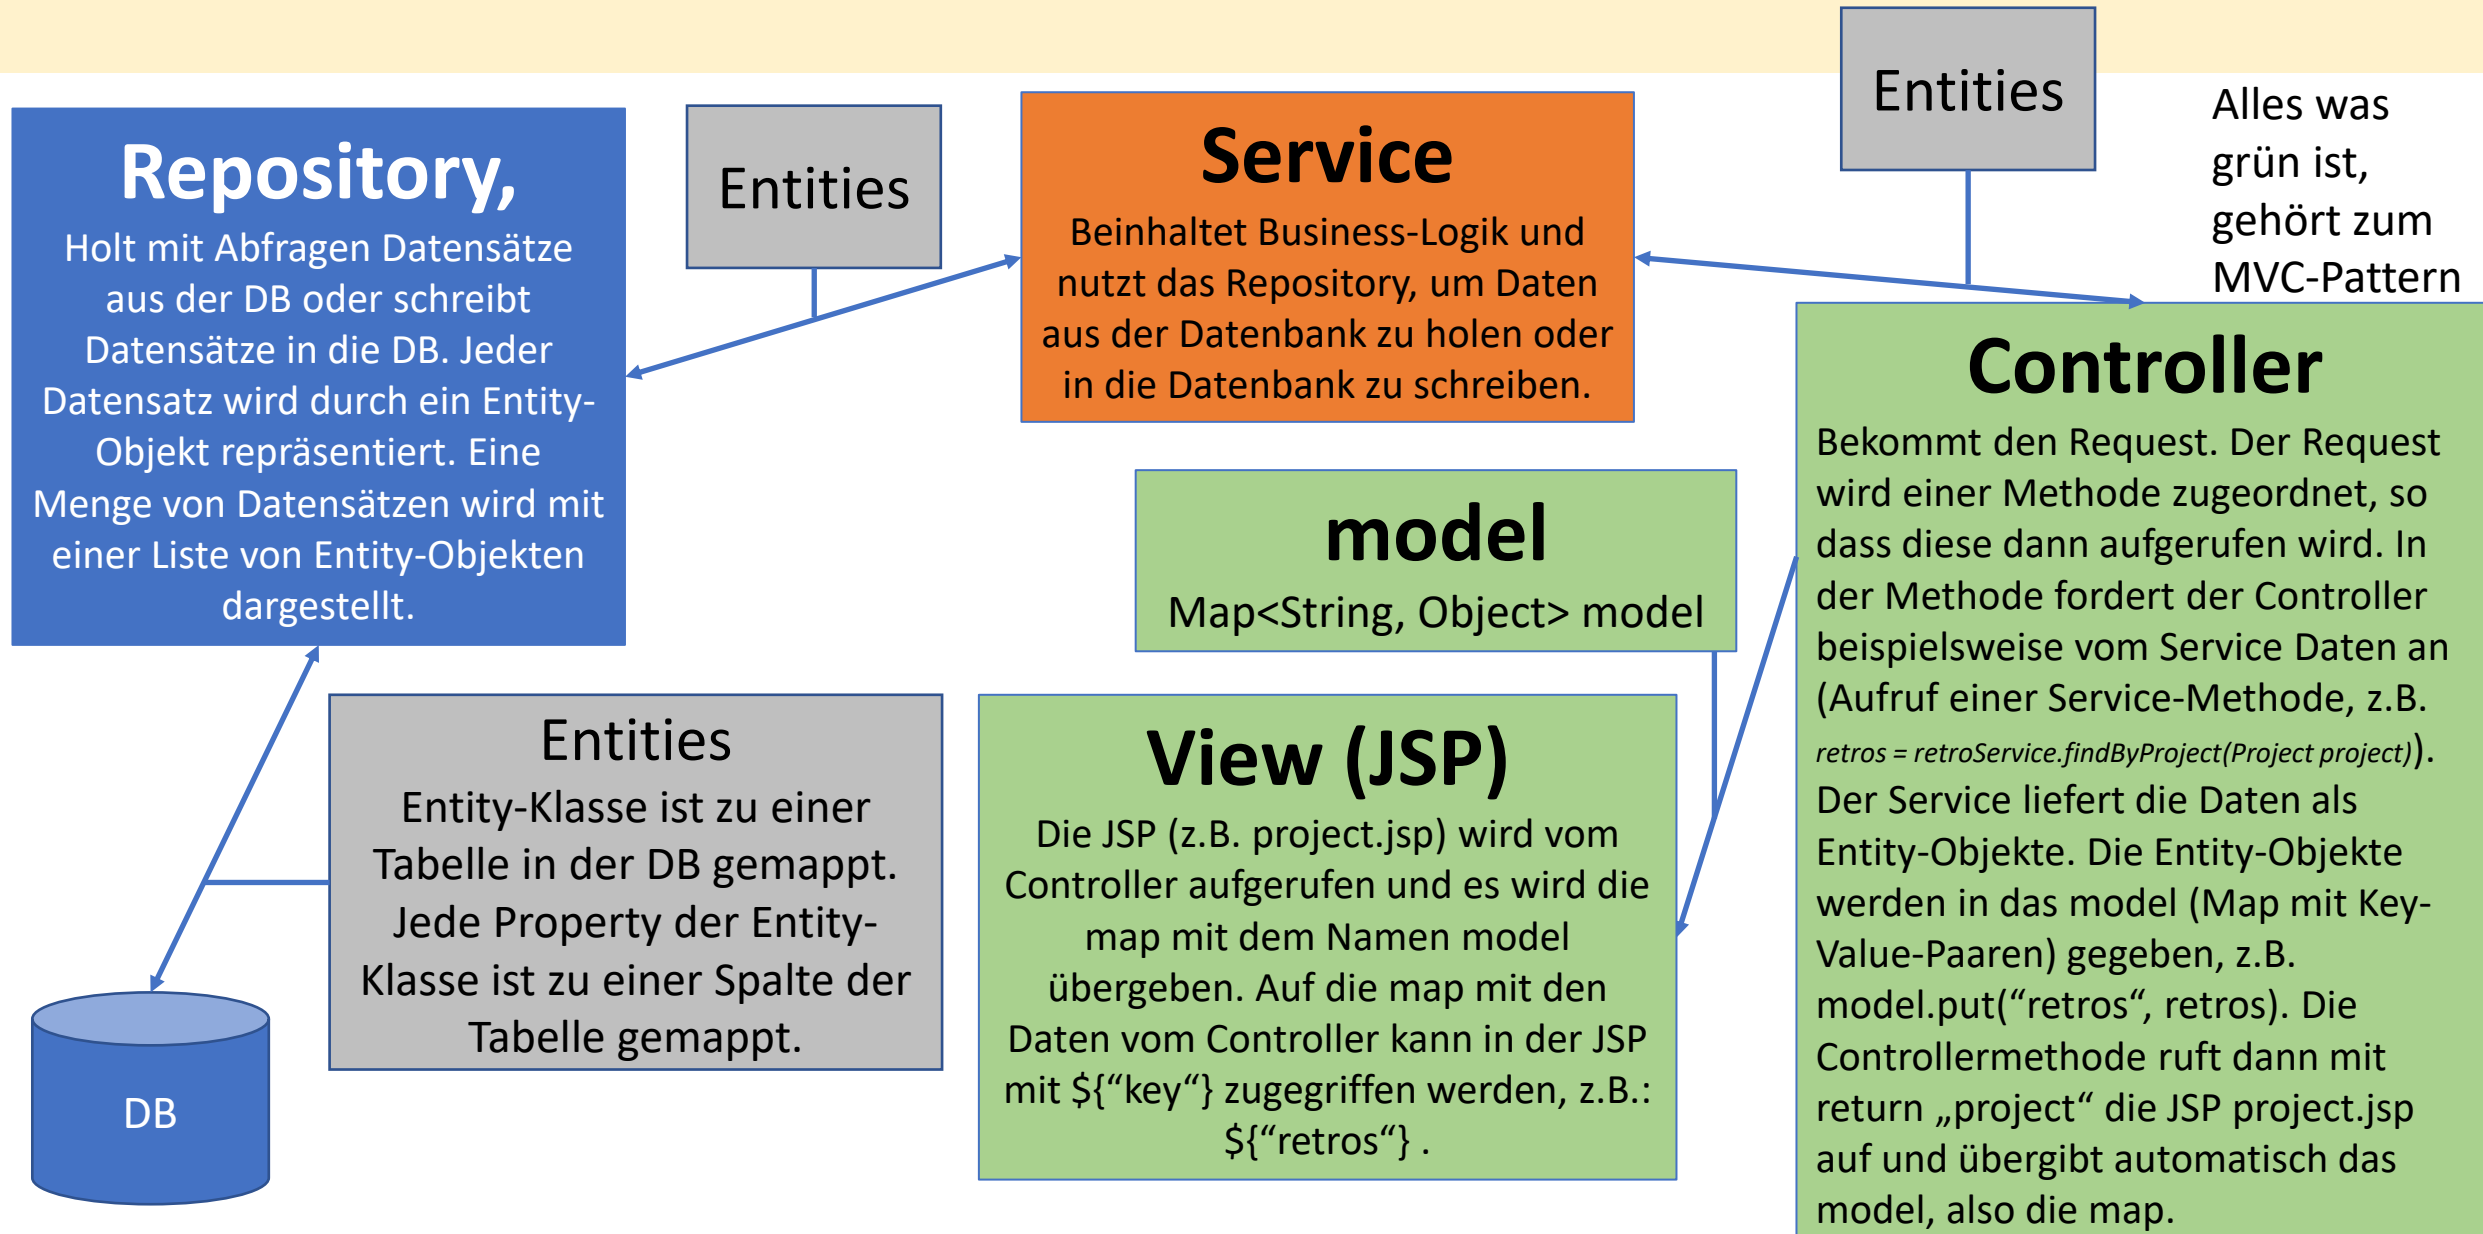 Repository,
Holt mit Abfragen Datensätze
aus der DB oder schreibt
Datensätze in die DB. Jeder
Datensatz wird durch ein Entity-
Objekt repräsentiert. Eine
Menge von Datensätzen wird mit
einer Liste von Entity-Objekten
dargestellt.
Entities
Service
Beinhaltet Business-Logik und
nutzt das Repository, um Daten
aus der Datenbank zu holen oder
in die Datenbank zu schreiben.
Entities
Alles was
grün ist,
gehört zum
MVC-Pattern
Controller
Bekommt den Request. Der Request
wird einer Methode zugeordnet, so
dass diese dann aufgerufen wird. In
der Methode fordert der Controller
beispielsweise vom Service Daten an
(Aufruf einer Service-Methode, z.B.
retros = retroService.findByProject(Project project)).
Der Service liefert die Daten als
Entity-Objekte. Die Entity-Objekte
werden in das model (Map mit Key-
Value-Paaren) gegeben, z.B.
model.put(“retros“, retros). Die
Controllermethode ruft dann mit
return „project“ die JSP project.jsp
auf und übergibt automatisch das
model, also die map.
model
Map<String, Object> model
View (JSP)
Die JSP (z.B. project.jsp) wird vom
Controller aufgerufen und es wird die
map mit dem Namen model
übergeben. Auf die map mit den
Daten vom Controller kann in der JSP
mit ${“key“} zugegriffen werden, z.B.:
${“retros“} .
Entities
Entity-Klasse ist zu einer
Tabelle in der DB gemappt.
Jede Property der Entity-
Klasse ist zu einer Spalte der
Tabelle gemappt.
DB